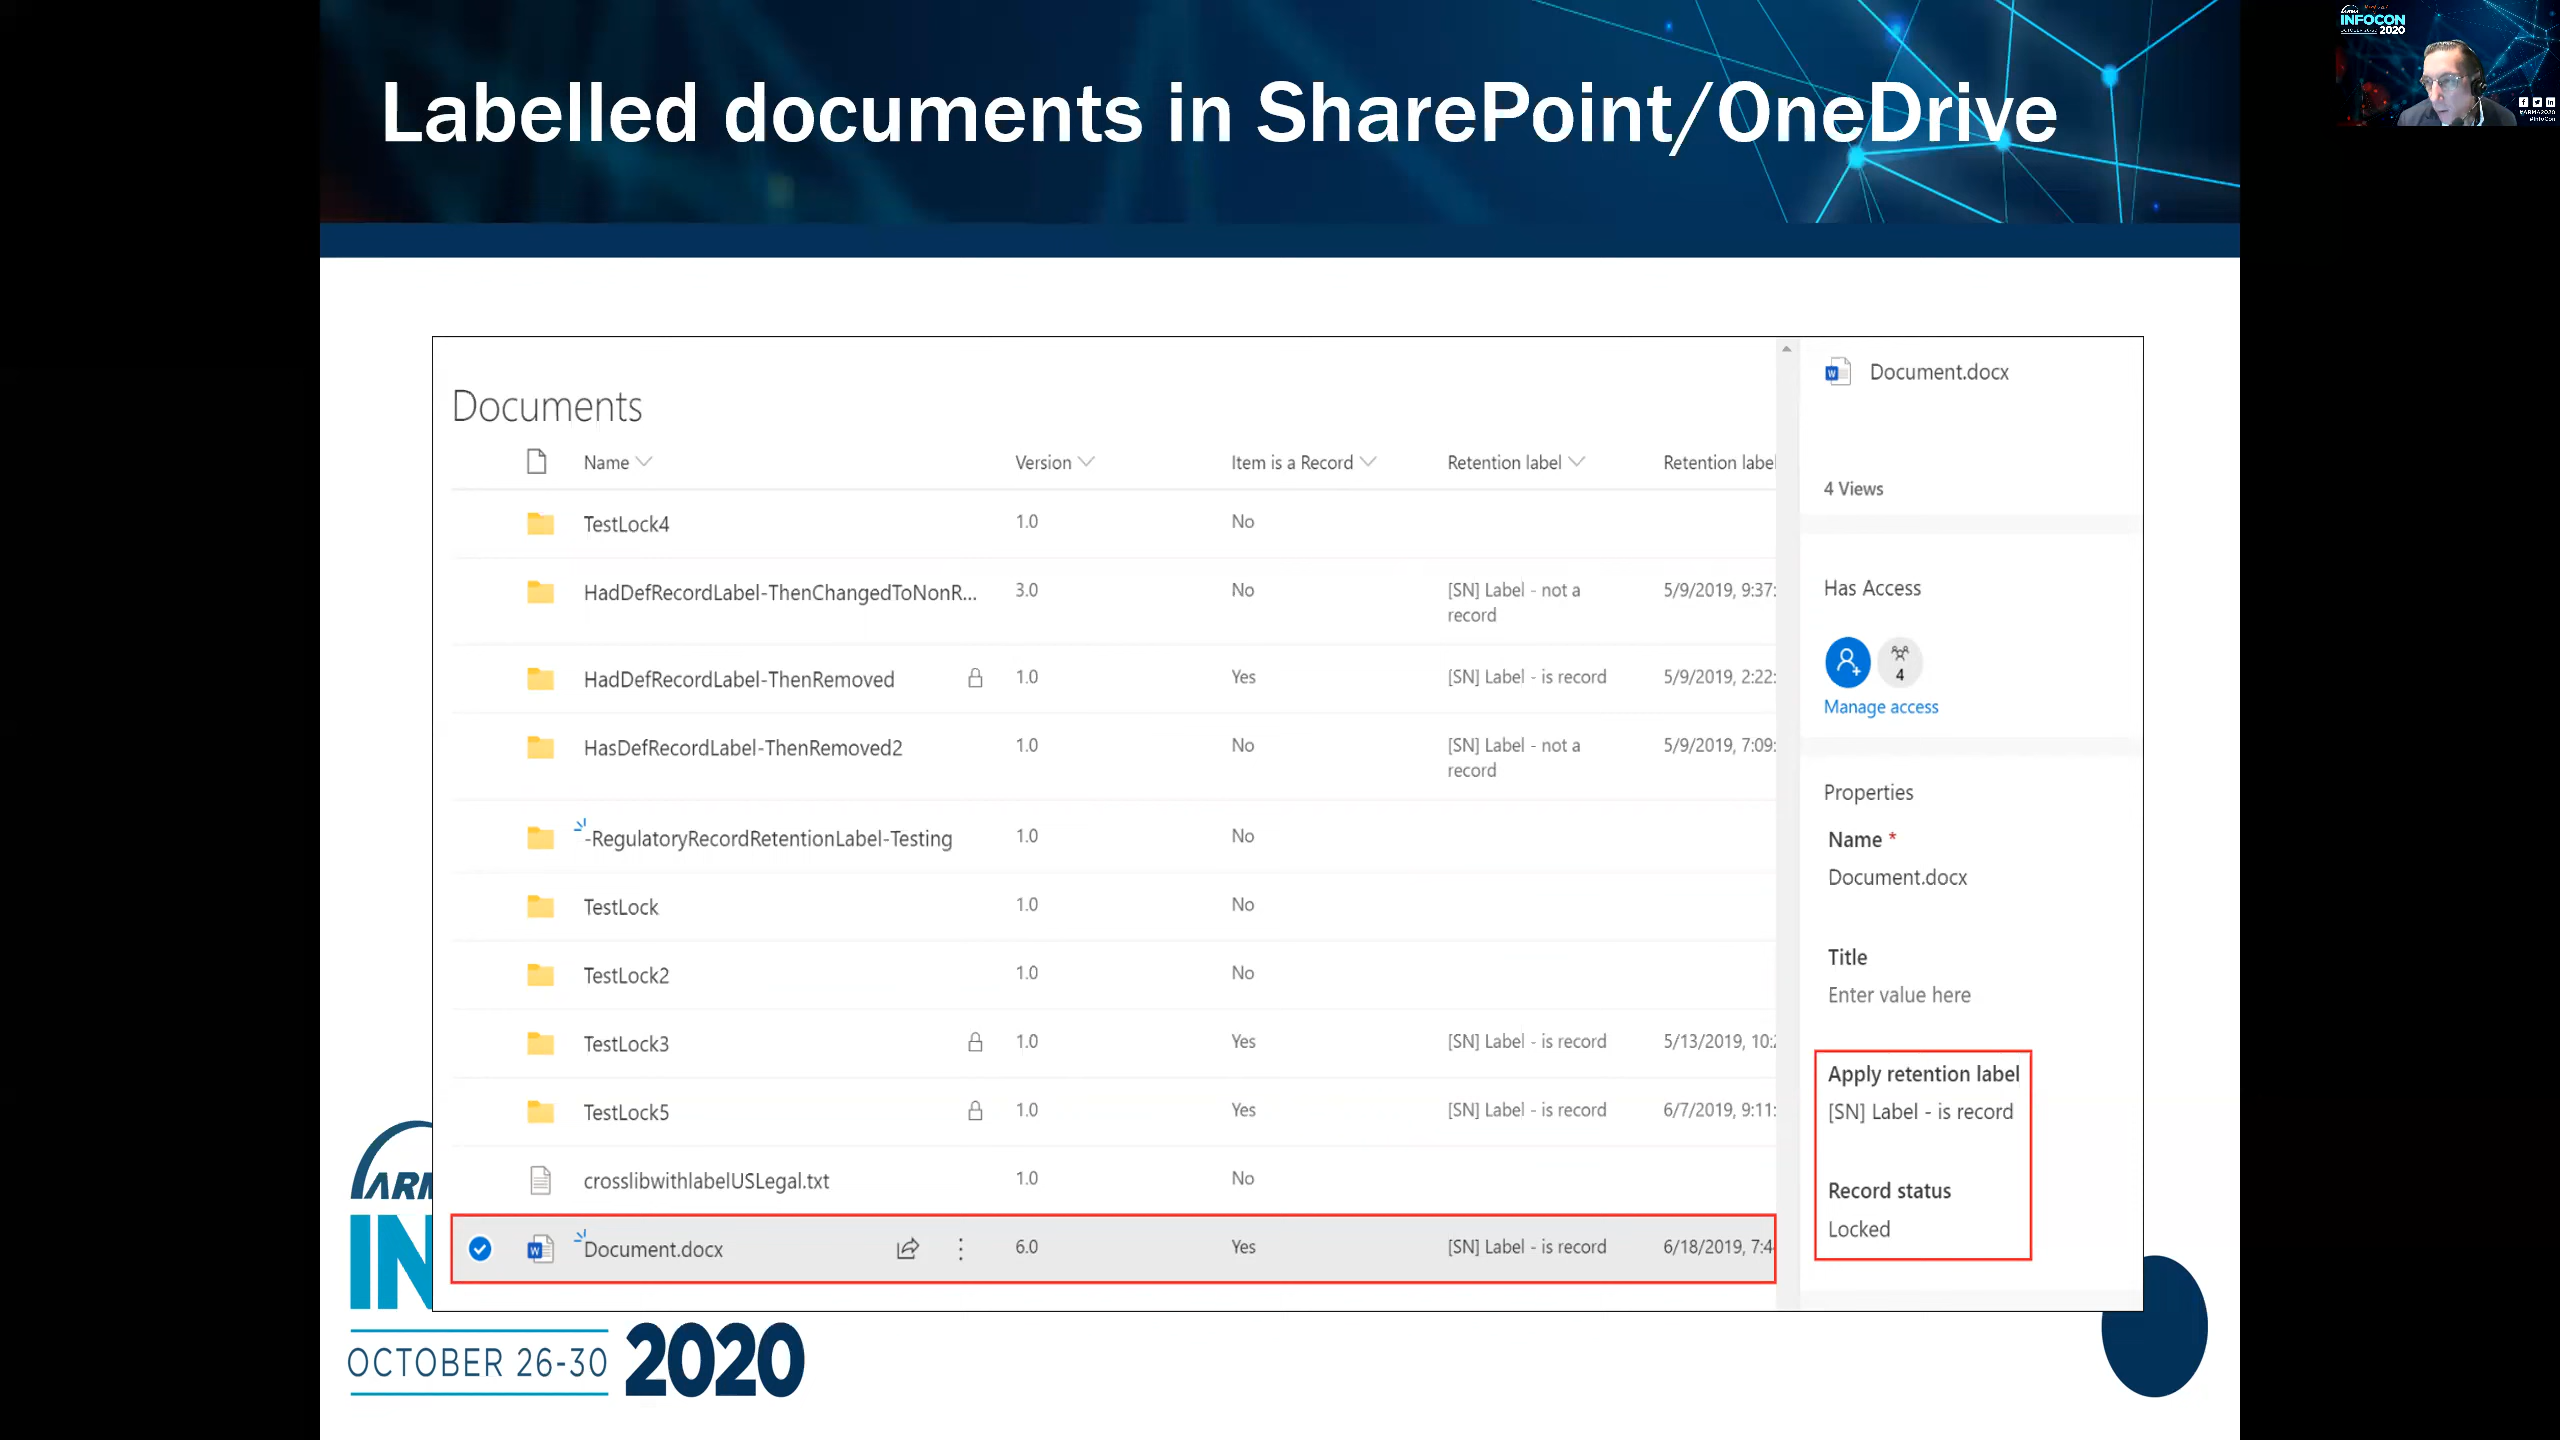 Labelled documents in SharePoint/OneDrive
INFOCON
2020
#ARMA2020
#InfoCon
Documents
Name Version Item is a Record Retention label Retention label
TestLock4 1.0 No
HadDefRecordLabel-ThenChangedToNonR... 3.0 No [SN] Label - not a record 5/9/2019, 9:37:
HadDefRecordLabel-ThenRemoved 1.0 Yes [SN] Label - is record 5/9/2019, 2:22:
HasDefRecordLabel-ThenRemoved2 1.0 No [SN] Label - not a record 5/9/2019, 7:09:
-RegulatoryRecordRetentionLabel-Testing 1.0 No
TestLock 1.0 No
TestLock2 1.0 No
TestLock3 1.0 Yes [SN] Label - is record 5/13/2019, 10:2
TestLock5 1.0 Yes [SN] Label - is record 6/7/2019, 9:11:
crosslibwithlabelUSLegal.txt 1.0 No
Document.docx 6.0 Yes [SN] Label - is record 6/18/2019, 7:4
Document.docx
4 Views
Has Access
4
Manage access
Properties
Name *
Document.docx
Title
Enter value here
Apply retention label
[SN] Label - is record
Record status
Locked
ARM
IN
OCTOBER 26-30 2020